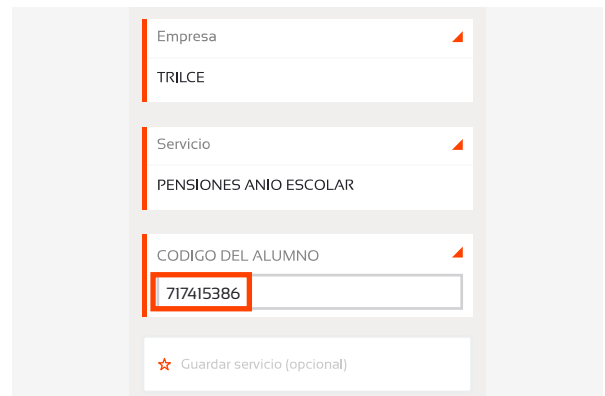 Empresa
TRILCE
Servicio
PENSIONES ANIO ESCOLAR
CODIGO DEL ALUMNO
717415386
Guardar servicio (opcional)